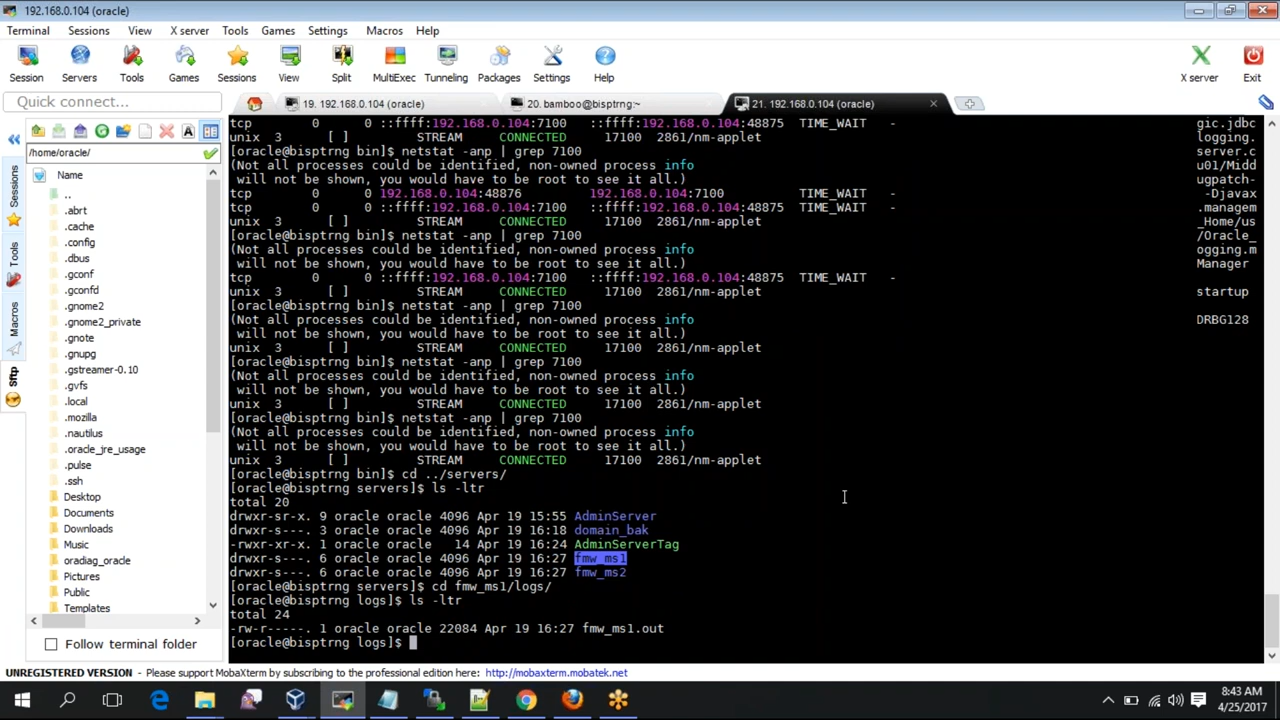 192.168.0.104 (oracle)
Terminal Sessions View X server Tools Games Settings Macros Help
Session Servers Tools Games Sessions View Split MultiExec Tunneling Packages Settings Help X server Exit
Quick connect...
19. 192.168.0.104 (oracle)
20. bamboo@bisptrng:~
21. 192.168.0.104 (oracle)
/home/oracle/
Sessions
Tools
Macros
Sftp
Name
..
.abrt
.cache
.config
.dbus
.gconf
.gconfd
.gnome2
.gnome2_private
.gnote
.gnupg
.gstreamer-0.10
.gvfs
.local
.mozilla
.nautilus
.oracle_jre_usage
.pulse
.ssh
Desktop
Documents
Downloads
Music
oradiag_oracle
Pictures
Public
Templates
Follow terminal folder
tcp 0 0 ::ffff:192.168.0.104:7100 ::ffff:192.168.0.104:48875 TIME_WAIT -
unix 3 [ ] STREAM CONNECTED 17100 2861/nm-applet
[oracle@bisptrng bin]$ netstat -anp | grep 7100
(Not all processes could be identified, non-owned process info
will not be shown, you would have to be root to see it all.)
tcp 0 0 192.168.0.104:48876 192.168.0.104:7100 TIME_WAIT -
tcp 0 0 ::ffff:192.168.0.104:7100 ::ffff:192.168.0.104:48875 TIME_WAIT -
unix 3 [ ] STREAM CONNECTED 17100 2861/nm-applet
[oracle@bisptrng bin]$ netstat -anp | grep 7100
(Not all processes could be identified, non-owned process info
will not be shown, you would have to be root to see it all.)
tcp 0 0 ::ffff:192.168.0.104:7100 ::ffff:192.168.0.104:48875 TIME_WAIT -
unix 3 [ ] STREAM CONNECTED 17100 2861/nm-applet
[oracle@bisptrng bin]$ netstat -anp | grep 7100
(Not all processes could be identified, non-owned process info
will not be shown, you would have to be root to see it all.)
unix 3 [ ] STREAM CONNECTED 17100 2861/nm-applet
[oracle@bisptrng bin]$ netstat -anp | grep 7100
(Not all processes could be identified, non-owned process info
will not be shown, you would have to be root to see it all.)
unix 3 [ ] STREAM CONNECTED 17100 2861/nm-applet
[oracle@bisptrng bin]$ netstat -anp | grep 7100
(Not all processes could be identified, non-owned process info
will not be shown, you would have to be root to see it all.)
unix 3 [ ] STREAM CONNECTED 17100 2861/nm-applet
[oracle@bisptrng bin]$ cd ../servers/
[oracle@bisptrng servers]$ ls -ltr
total 20
drwxr-sr-x. 9 oracle oracle 4096 Apr 19 15:55 AdminServer
drwxr-s---. 3 oracle oracle 4096 Apr 19 16:18 domain_bak
-rwxr-xr-x. 1 oracle oracle 14 Apr 19 16:24 AdminServerTag
drwxr-s---. 6 oracle oracle 4096 Apr 19 16:27 fmw_ms1
drwxr-s---. 6 oracle oracle 4096 Apr 19 16:27 fmw_ms2
[oracle@bisptrng servers]$ cd fmw_ms1/logs/
[oracle@bisptrng logs]$ ls -ltr
total 24
-rw-r-----. 1 oracle oracle 22084 Apr 19 16:27 fmw_ms1.out
[oracle@bisptrng logs]$
gic.jdbc
logging.
server.c
u01/Midd
ugpatch-
-Djavax
.managem
_Home/us
/Oracle_
ogging.m
Manager
startup
DRBG128
UNREGISTERED VERSION - Please support MobaXterm by subscribing to the professional edition here: http://mobaxterm.mobatek.net
8:43 AM
4/25/2017